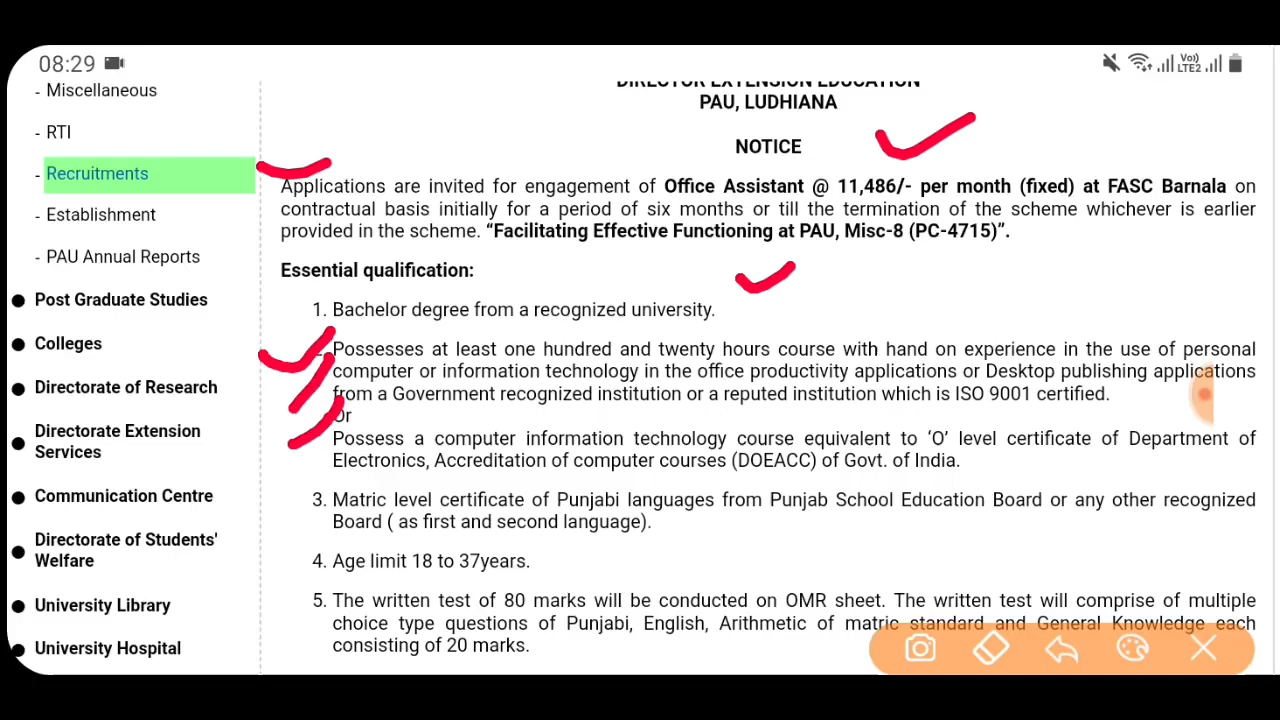 08:29
Vo))
LTE2
- Miscellaneous
- RTI
- Recruitments
- Establishment
- PAU Annual Reports
Post Graduate Studies
Colleges
Directorate of Research
Directorate Extension
Services
Communication Centre
Directorate of Students'
Welfare
University Library
University Hospital
DIRECTOR EXTENSION EDUCATION
PAU, LUDHIANA
NOTICE
Applications are invited for engagement of Office Assistant @ 11,486/- per month (fixed) at FASC Barnala on
contractual basis initially for a period of six months or till the termination of the scheme whichever is earlier
provided in the scheme. “Facilitating Effective Functioning at PAU, Misc-8 (PC-4715)”.
Essential qualification:
1. Bachelor degree from a recognized university.
2. Possesses at least one hundred and twenty hours course with hand on experience in the use of personal
computer or information technology in the office productivity applications or Desktop publishing applications
from a Government recognized institution or a reputed institution which is ISO 9001 certified.
Or
Possess a computer information technology course equivalent to ‘O’ level certificate of Department of
Electronics, Accreditation of computer courses (DOEACC) of Govt. of India.
3. Matric level certificate of Punjabi languages from Punjab School Education Board or any other recognized
Board ( as first and second language).
4. Age limit 18 to 37years.
5. The written test of 80 marks will be conducted on OMR sheet. The written test will comprise of multiple
choice type questions of Punjabi, English, Arithmetic of matric standard and General Knowledge each
consisting of 20 marks.